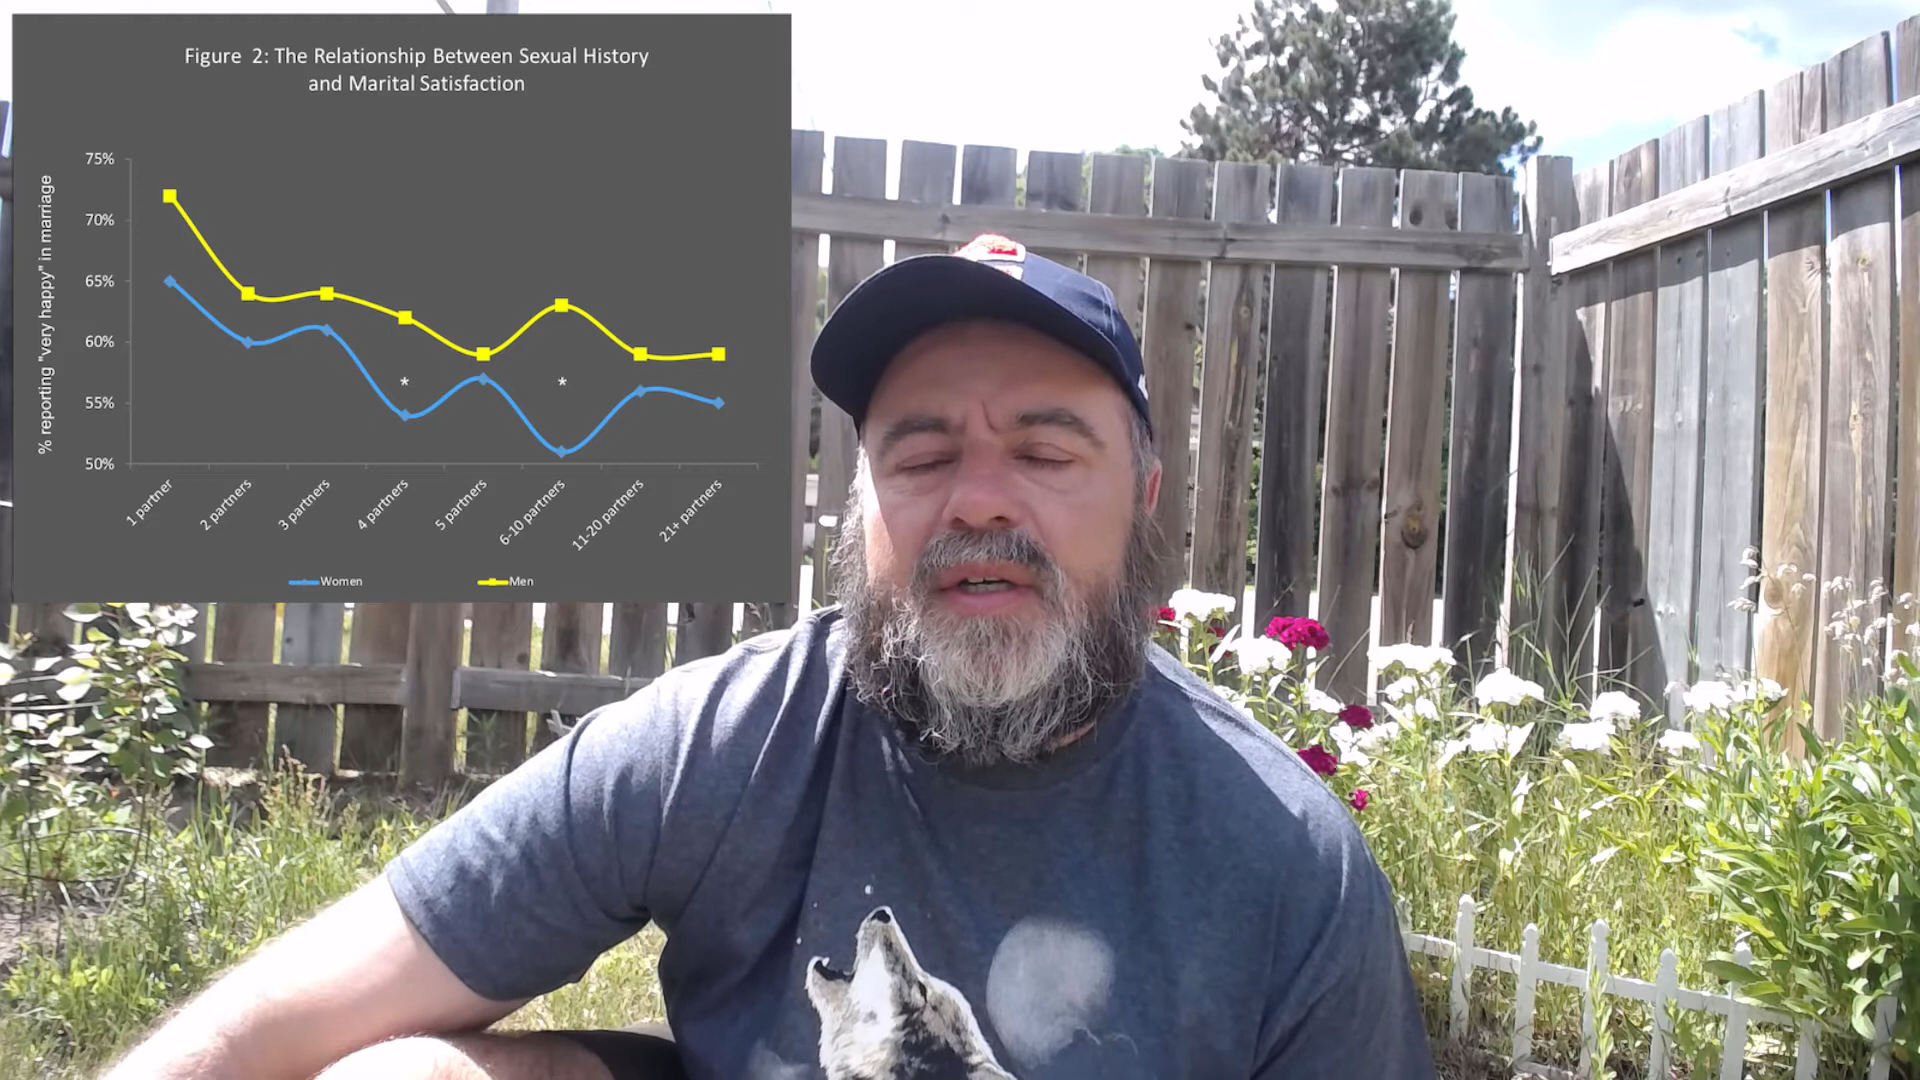 Figure 2: The Relationship Between Sexual History
and Marital Satisfaction
% reporting "very happy" in marriage
75%
70%
65%
60%
55%
50%
*
*
1 partner
2 partners
3 partners
4 partners
5 partners
6-10 partners
11-20 partners
21+ partners
Women
Men